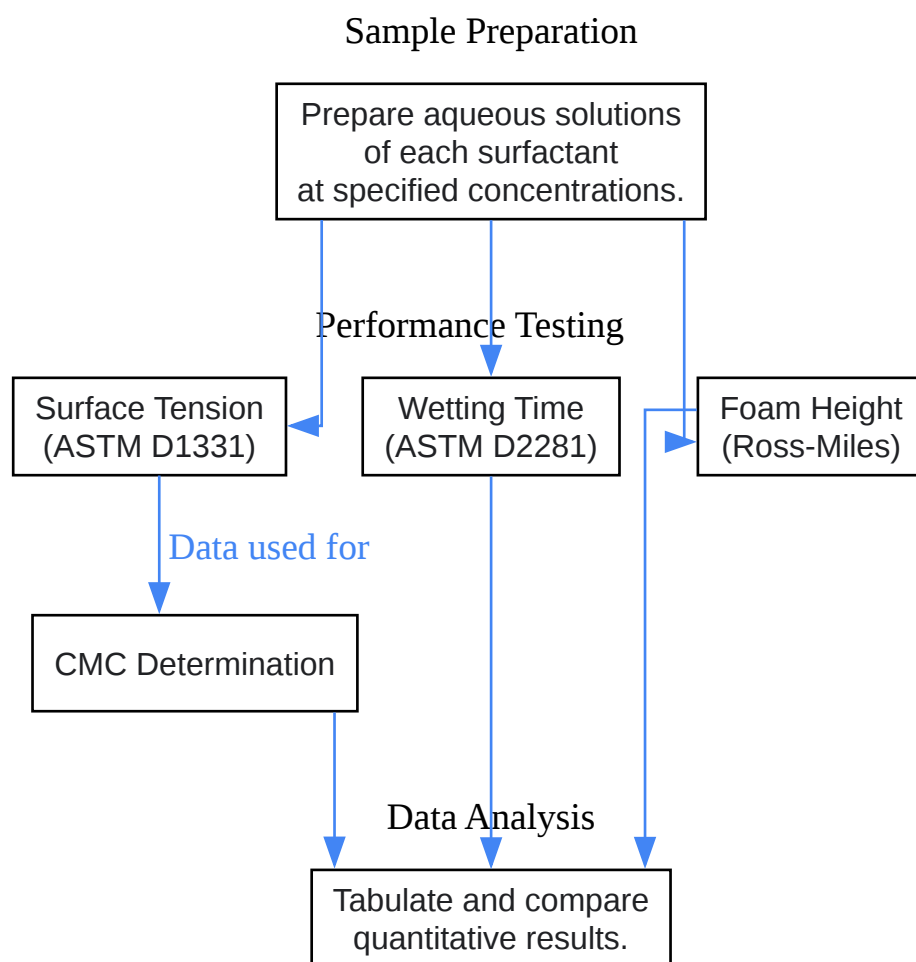 Sample Preparation
Prepare aqueous solutions
of each surfactant
at specified concentrations.
Performance Testing
Surface Tension
(ASTM D1331)
Wetting Time
(ASTM D2281)
Foam Height
(Ross-Miles)
Data used for
CMC Determination
Data Analysis
Tabulate and compare
quantitative results.